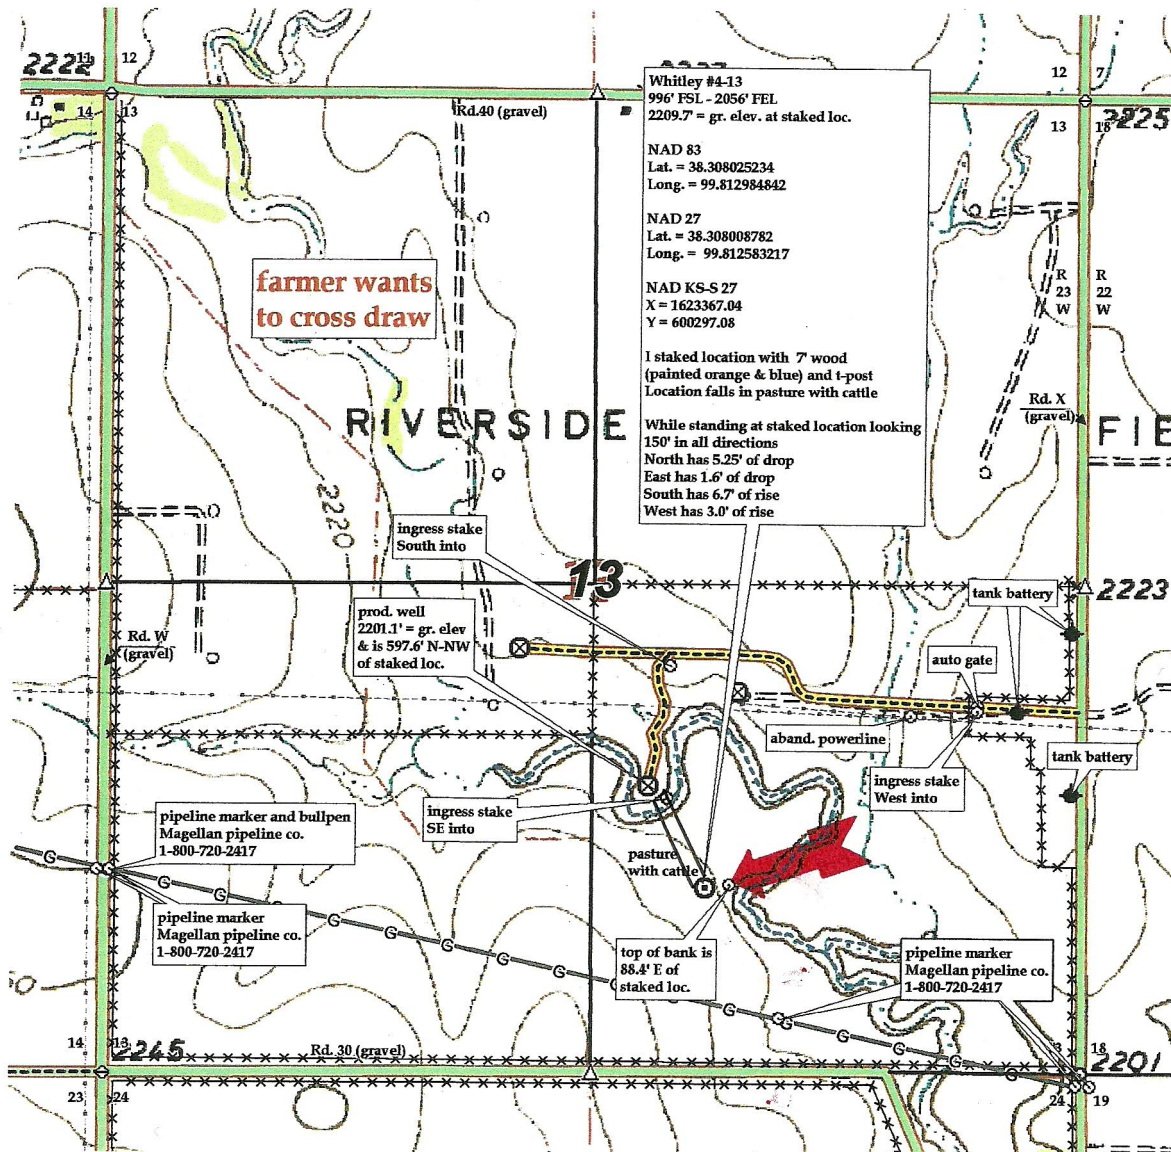 2222
11
12
14
13
Rd.40 (gravel)
12
7
13
18
2225
Whitley #4-13
996' FSL - 2056' FEL
2209.7' = gr. elev. at staked loc.
NAD 83
Lat. = 38.308025234
Long. = 99.812984842
NAD 27
Lat. = 38.308008782
Long. = 99.812583217
NAD KS-S 27
X = 1623367.04
Y = 600297.08
I staked location with 7' wood
(painted orange & blue) and t-post
Location falls in pasture with cattle
While standing at staked location looking
150' in all directions
North has 5.25' of drop
East has 1.6' of drop
South has 6.7' of rise
West has 3.0' of rise
farmer wants
to cross draw
R
23
W
R
22
W
Rd. X
(gravel)
RIVERSIDE
FIE
2220
ingress stake
South into
13
2223
tank battery
prod. well
2201.1' = gr. elev
& is 597.6' N-NW
of staked loc.
Rd. W
(gravel)
auto gate
aband. powerline
tank battery
ingress stake
West into
ingress stake
SE into
pipeline marker and bullpen
Magellan pipeline co.
1-800-720-2417
pasture
with cattle
G
G
G
G
G
G
G
G
G
G
G
G
G
G
pipeline marker
Magellan pipeline co.
1-800-720-2417
top of bank is
88.4' E of
staked loc.
pipeline marker
Magellan pipeline co.
1-800-720-2417
14
13
2245
Rd. 30 (gravel)
18
2201
23
24
24
19